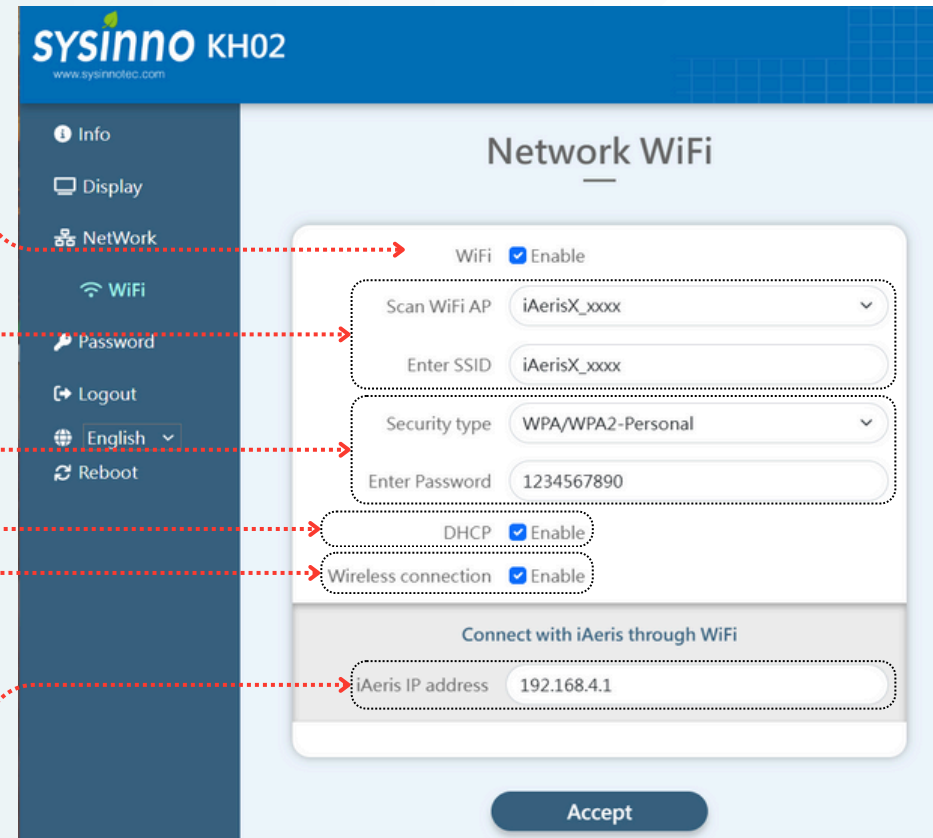 sysinno KH02
www.sysinnotec.com
Info
Display
NetWork
WiFi
Password
Logout
English
Reboot
Network WiFi
WiFi Enable
Scan WiFi AP iAerisX_xxxx
Enter SSID iAerisX_xxxx
Security type WPA/WPA2-Personal
Enter Password 1234567890
DHCP Enable
Wireless connection Enable
Connect with iAeris through WiFi
iAeris IP address 192.168.4.1
Accept